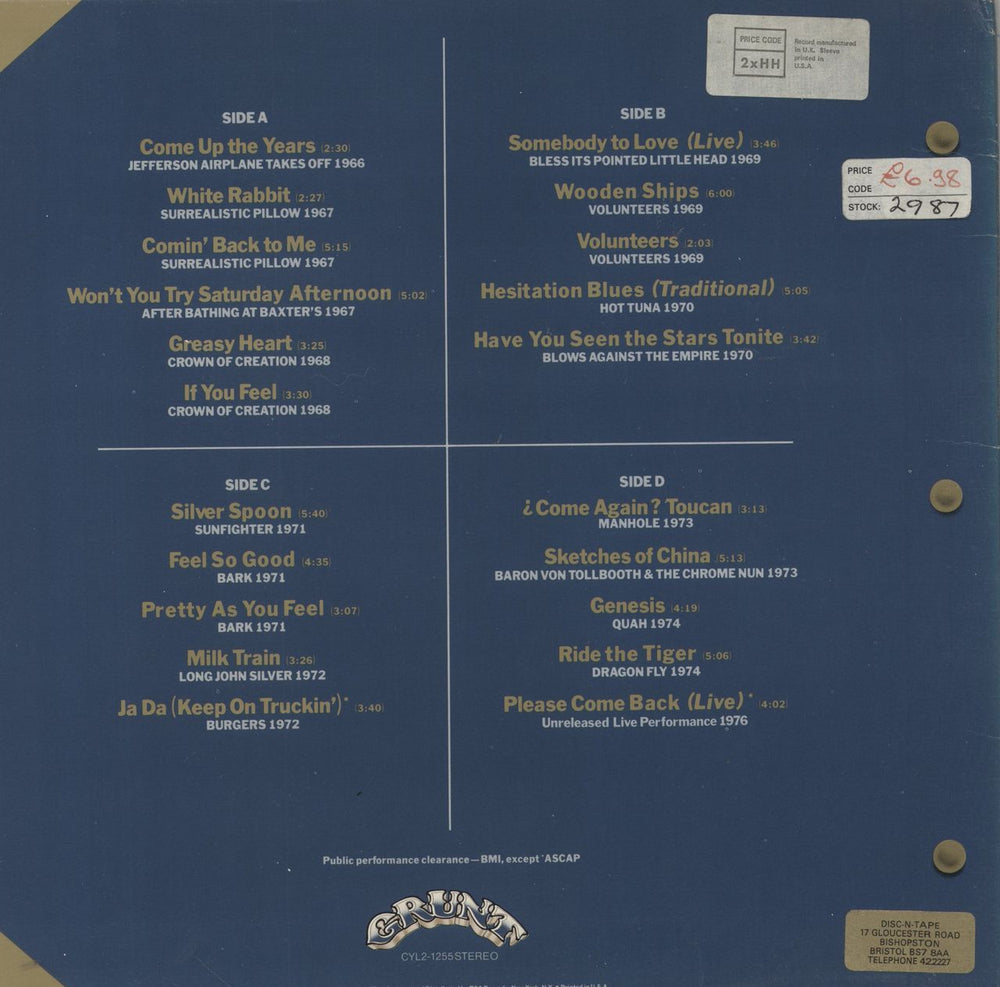 PRICE CODE
2xHH
Record manufactured
in U.K. Sleeve
printed in
U.S.A.
PRICE £6.98
CODE
STOCK: 2987
SIDE A
Come Up the Years (2:30)
JEFFERSON AIRPLANE TAKES OFF 1966
White Rabbit (2:27)
SURREALISTIC PILLOW 1967
Comin' Back to Me (5:15)
SURREALISTIC PILLOW 1967
Won't You Try Saturday Afternoon (5:02)
AFTER BATHING AT BAXTER'S 1967
Greasy Heart (3:25)
CROWN OF CREATION 1968
If You Feel (3:30)
CROWN OF CREATION 1968
SIDE B
Somebody to Love (Live) (3:46)
BLESS ITS POINTED LITTLE HEAD 1969
Wooden Ships (6:00)
VOLUNTEERS 1969
Volunteers (2:03)
VOLUNTEERS 1969
Hesitation Blues (Traditional) (5:05)
HOT TUNA 1970
Have You Seen the Stars Tonite (3:42)
BLOWS AGAINST THE EMPIRE 1970
SIDE C
Silver Spoon (5:40)
SUNFIGHTER 1971
Feel So Good (4:35)
BARK 1971
Pretty As You Feel (3:07)
BARK 1971
Milk Train (3:26)
LONG JOHN SILVER 1972
Ja Da (Keep On Truckin')* (3:40)
BURGERS 1972
SIDE D
¿Come Again? Toucan (3:13)
MANHOLE 1973
Sketches of China (5:13)
BARON VON TOLLBOOTH & THE CHROME NUN 1973
Genesis (4:19)
QUAH 1974
Ride the Tiger (5:06)
DRAGON FLY 1974
Please Come Back (Live)* (4:02)
Unreleased Live Performance 1976
Public performance clearance—BMI, except *ASCAP
GRUNT
CYL2-1255 STEREO
DISC-N-TAPE
17 GLOUCESTER ROAD
BISHOPSTON
BRISTOL BS7 8AA
TELEPHONE 422227